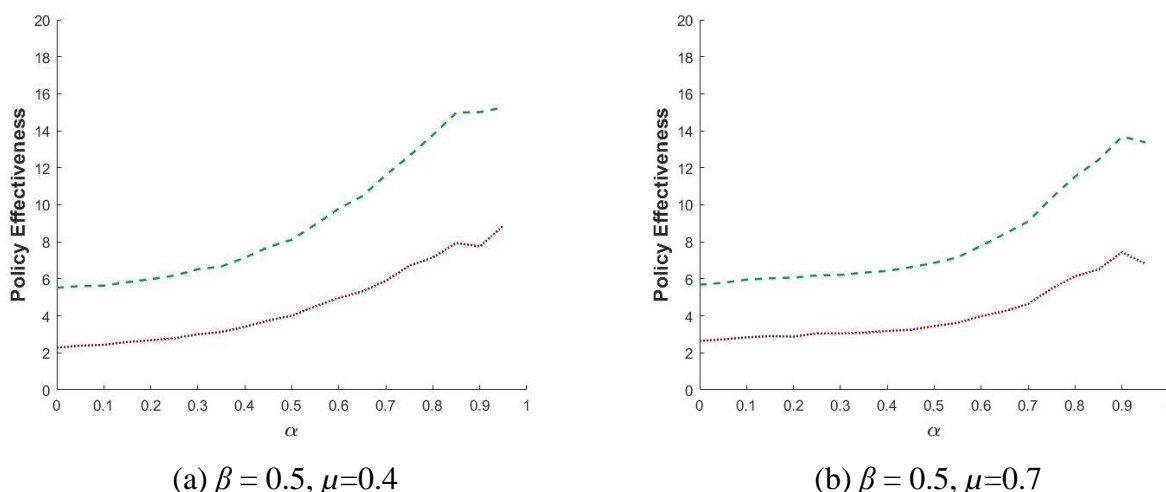 Policy Effectiveness
20
18
16
14
12
10
8
6
4
2
0
0 0.1 0.2 0.3 0.4 0.5 0.6 0.7 0.8 0.9 1
α
(a) β = 0.5, μ=0.4
Policy Effectiveness
20
18
16
14
12
10
8
6
4
2
0
0 0.1 0.2 0.3 0.4 0.5 0.6 0.7 0.8 0.9
α
(b) β = 0.5, μ=0.7